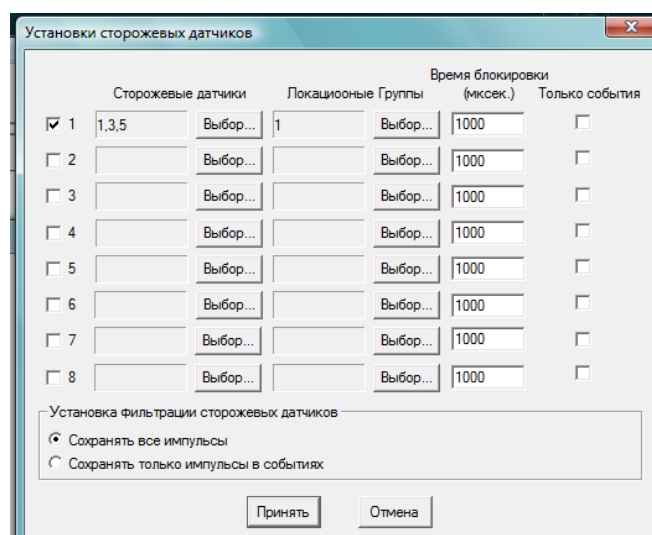 Установки сторожевых датчиков
Время блокировки
Сторожевые датчики Локациооные Группы (мксек.) Только события
1 1,3,5 Выбор... 1 Выбор... 1000
2 Выбор... Выбор... 1000
3 Выбор... Выбор... 1000
4 Выбор... Выбор... 1000
5 Выбор... Выбор... 1000
6 Выбор... Выбор... 1000
7 Выбор... Выбор... 1000
8 Выбор... Выбор... 1000
Установка фильтрации сторожевых датчиков
Сохранять все импульсы
Сохранять только импульсы в событиях
Принять Отмена